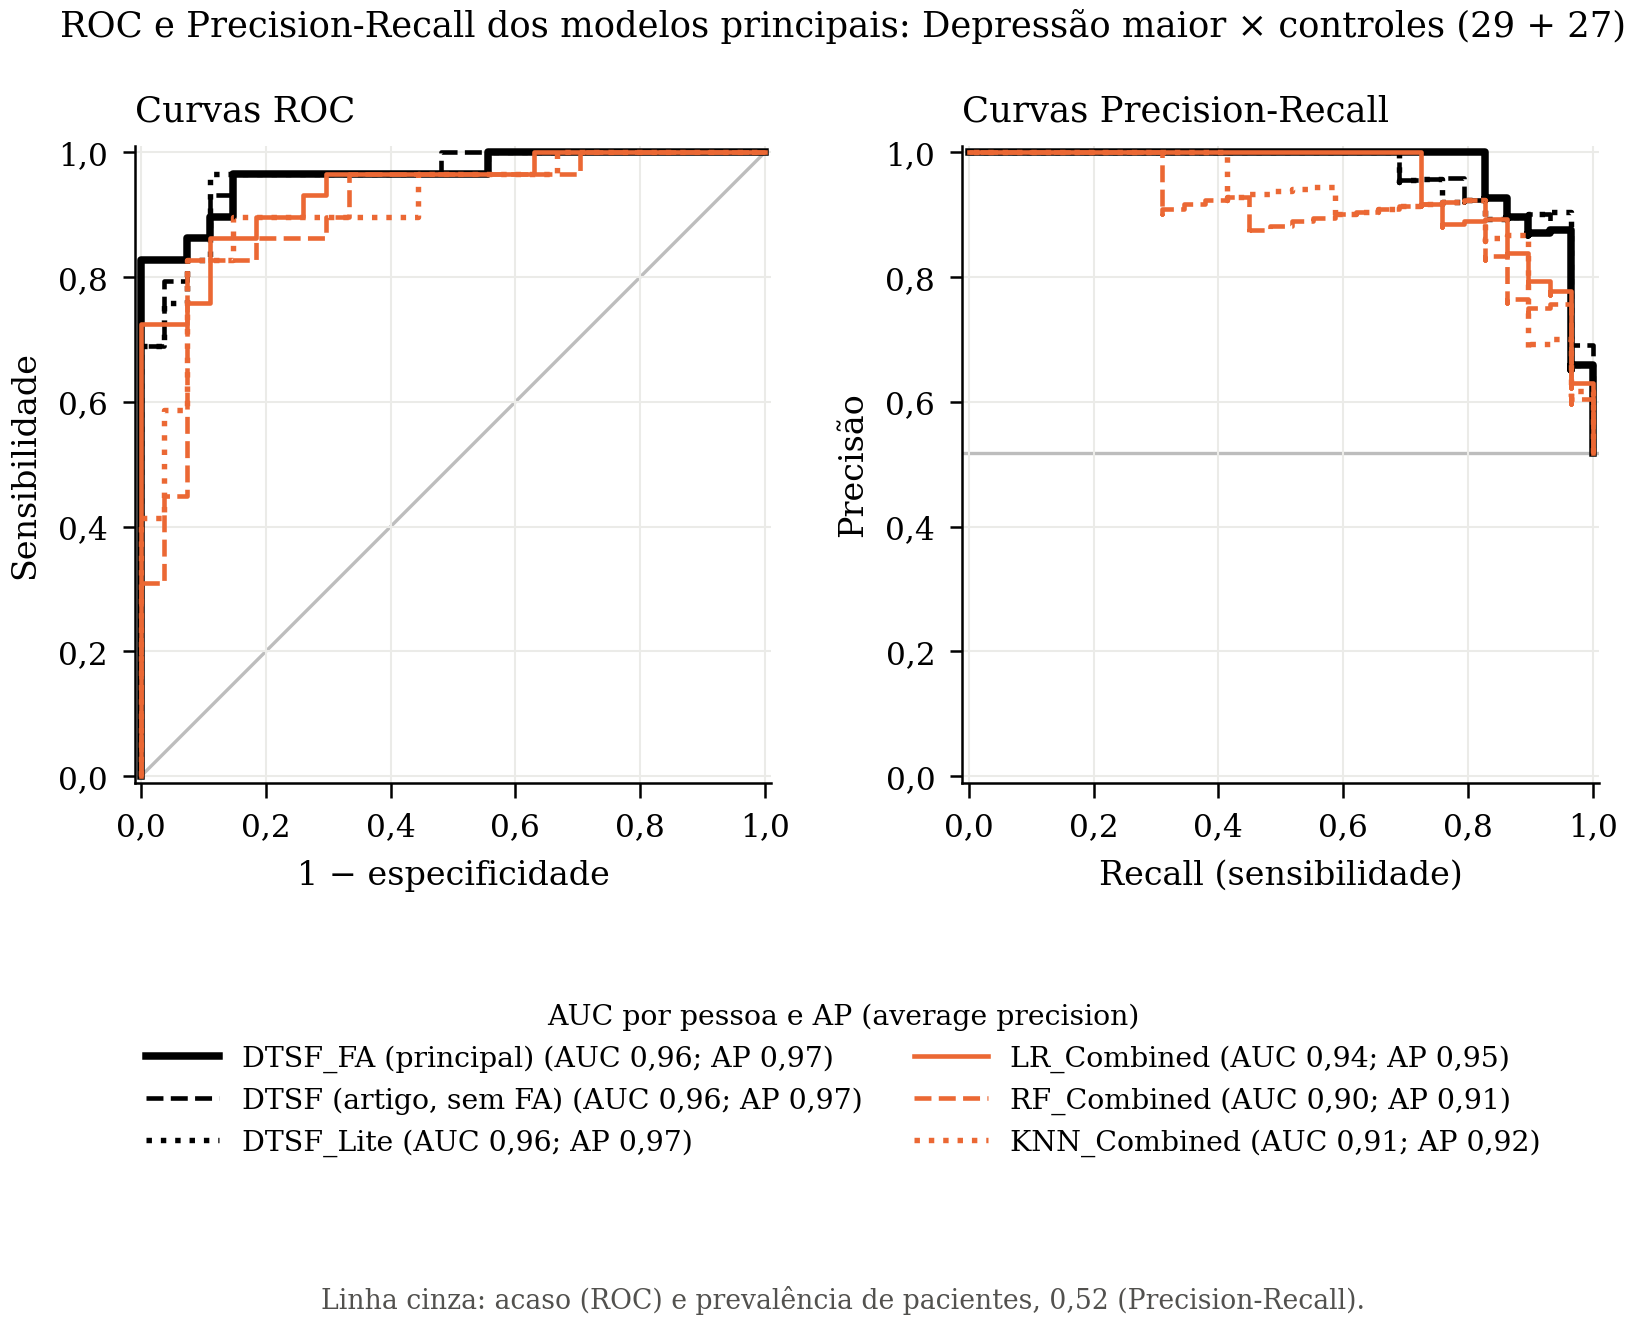 ROC e Precision-Recall dos modelos principais: Depressão maior × controles (29 + 27)
Curvas ROC
1,0
0,8
0,6
0,4
0,2
0,0
Sensibilidade
0,0 0,2 0,4 0,6 0,8 1,0
1 − especificidade
Curvas Precision-Recall
1,0
0,8
0,6
0,4
0,2
0,0
Precisão
0,0 0,2 0,4 0,6 0,8 1,0
Recall (sensibilidade)
AUC por pessoa e AP (average precision)
DTSF_FA (principal) (AUC 0,96; AP 0,97)
DTSF (artigo, sem FA) (AUC 0,96; AP 0,97)
DTSF_Lite (AUC 0,96; AP 0,97)
LR_Combined (AUC 0,94; AP 0,95)
RF_Combined (AUC 0,90; AP 0,91)
KNN_Combined (AUC 0,91; AP 0,92)
Linha cinza: acaso (ROC) e prevalência de pacientes, 0,52 (Precision-Recall).